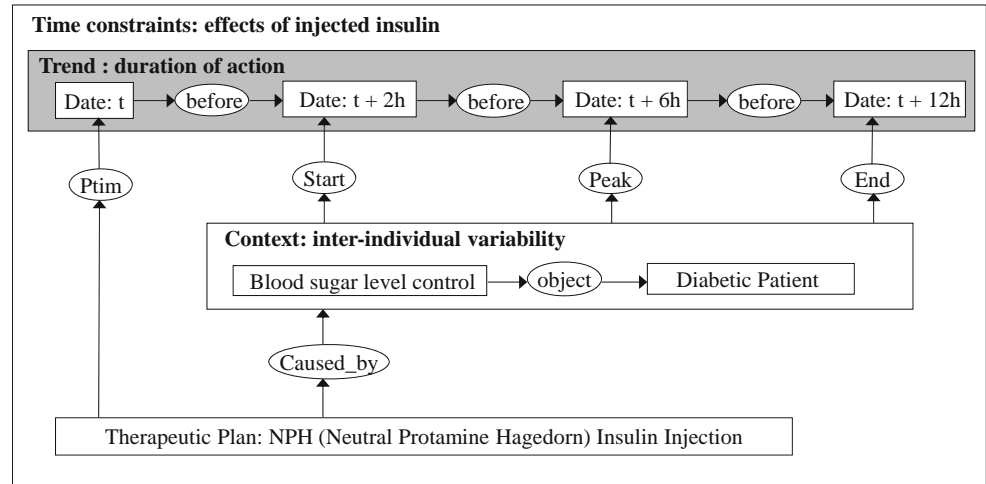 Time constraints: effects of injected insulin
Trend : duration of action
Date: t before Date: t + 2h before Date: t + 6h before Date: t + 12h
Ptim Start Peak End
Context: inter-individual variability
Blood sugar level control object Diabetic Patient
Caused_by
Therapeutic Plan: NPH (Neutral Protamine Hagedorn) Insulin Injection